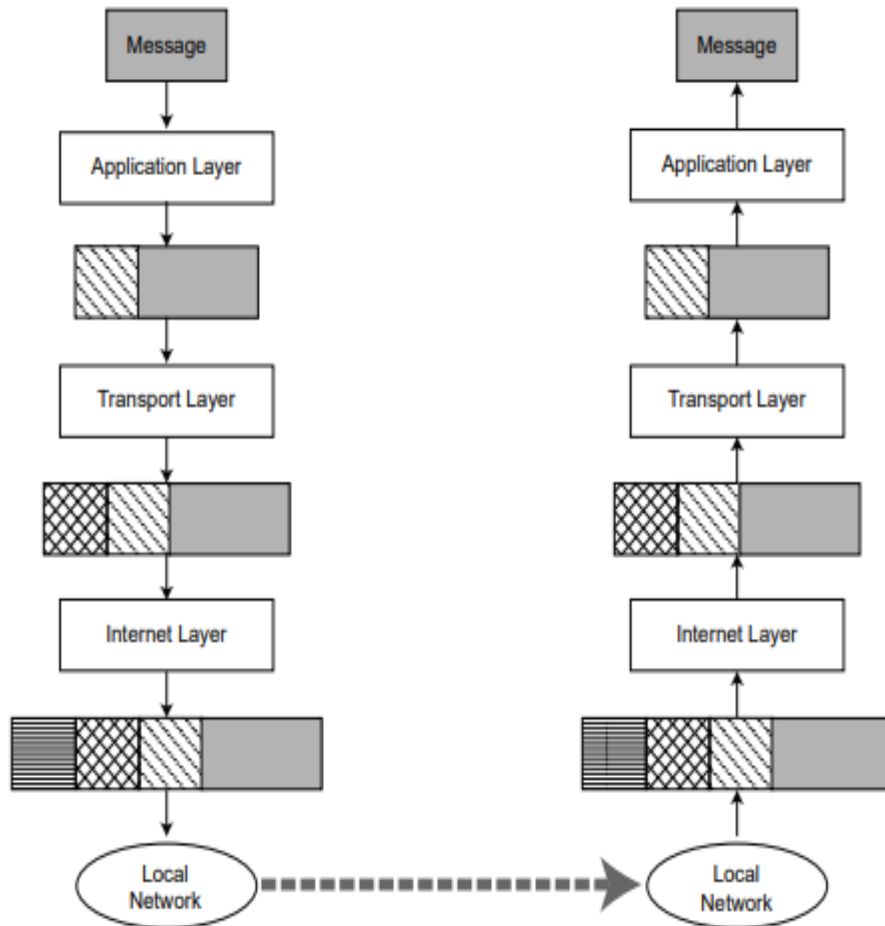 Message
Message
Application Layer
Application Layer
Transport Layer
Transport Layer
Internet Layer
Internet Layer
Local
Network
Local
Network